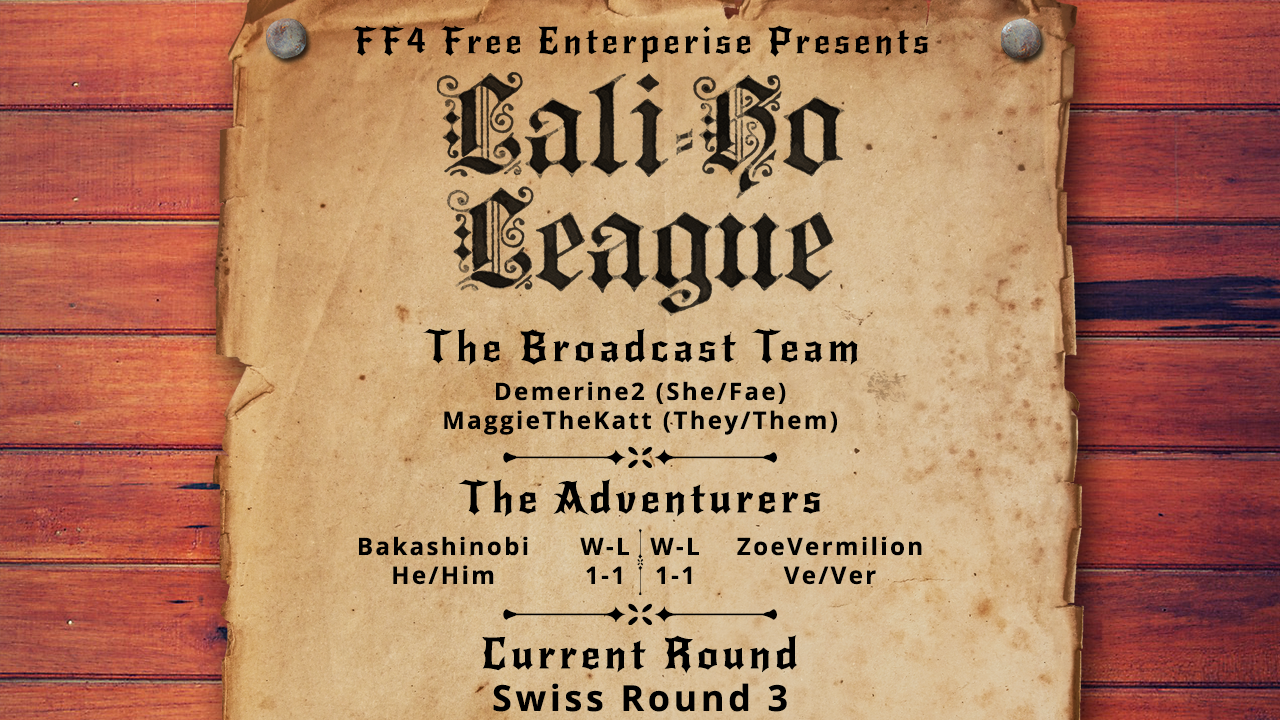 FF4 Free Enterperise Presents
Cali-Ho
League
The Broadcast Team
Demerine2 (She/Fae)
MaggieTheKatt (They/Them)
The Adventurers
Bakashinobi W-L W-L ZoeVermilion
He/Him 1-1 1-1 Ve/Ver
Current Round
Swiss Round 3